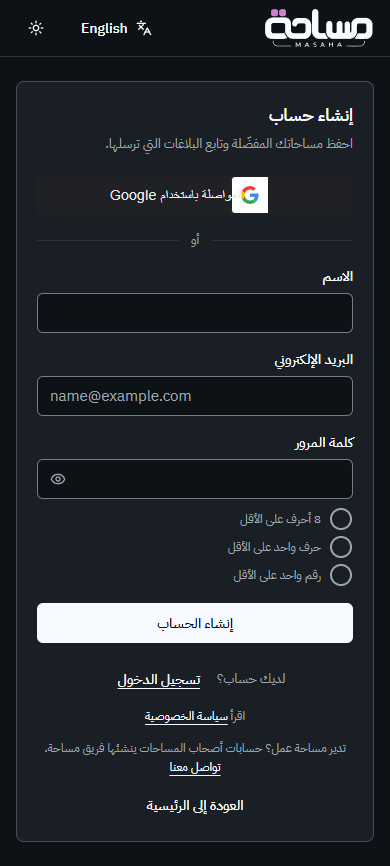 مساحة
MASAHA
English
إنشاء حساب
احفظ مساحاتك المفضّلة وتابع البلاغات التي ترسلها.
واصلة باستخدام Google
أو
الاسم
البريد الإلكتروني
name@example.com
كلمة المرور
8 أحرف على الأقل
حرف واحد على الأقل
رقم واحد على الأقل
إنشاء الحساب
لديك حساب؟ تسجيل الدخول
اقرأ سياسة الخصوصية
تدير مساحة عمل؟ حسابات أصحاب المساحات ينشئها فريق مساحة.
تواصل معنا
العودة إلى الرئيسية